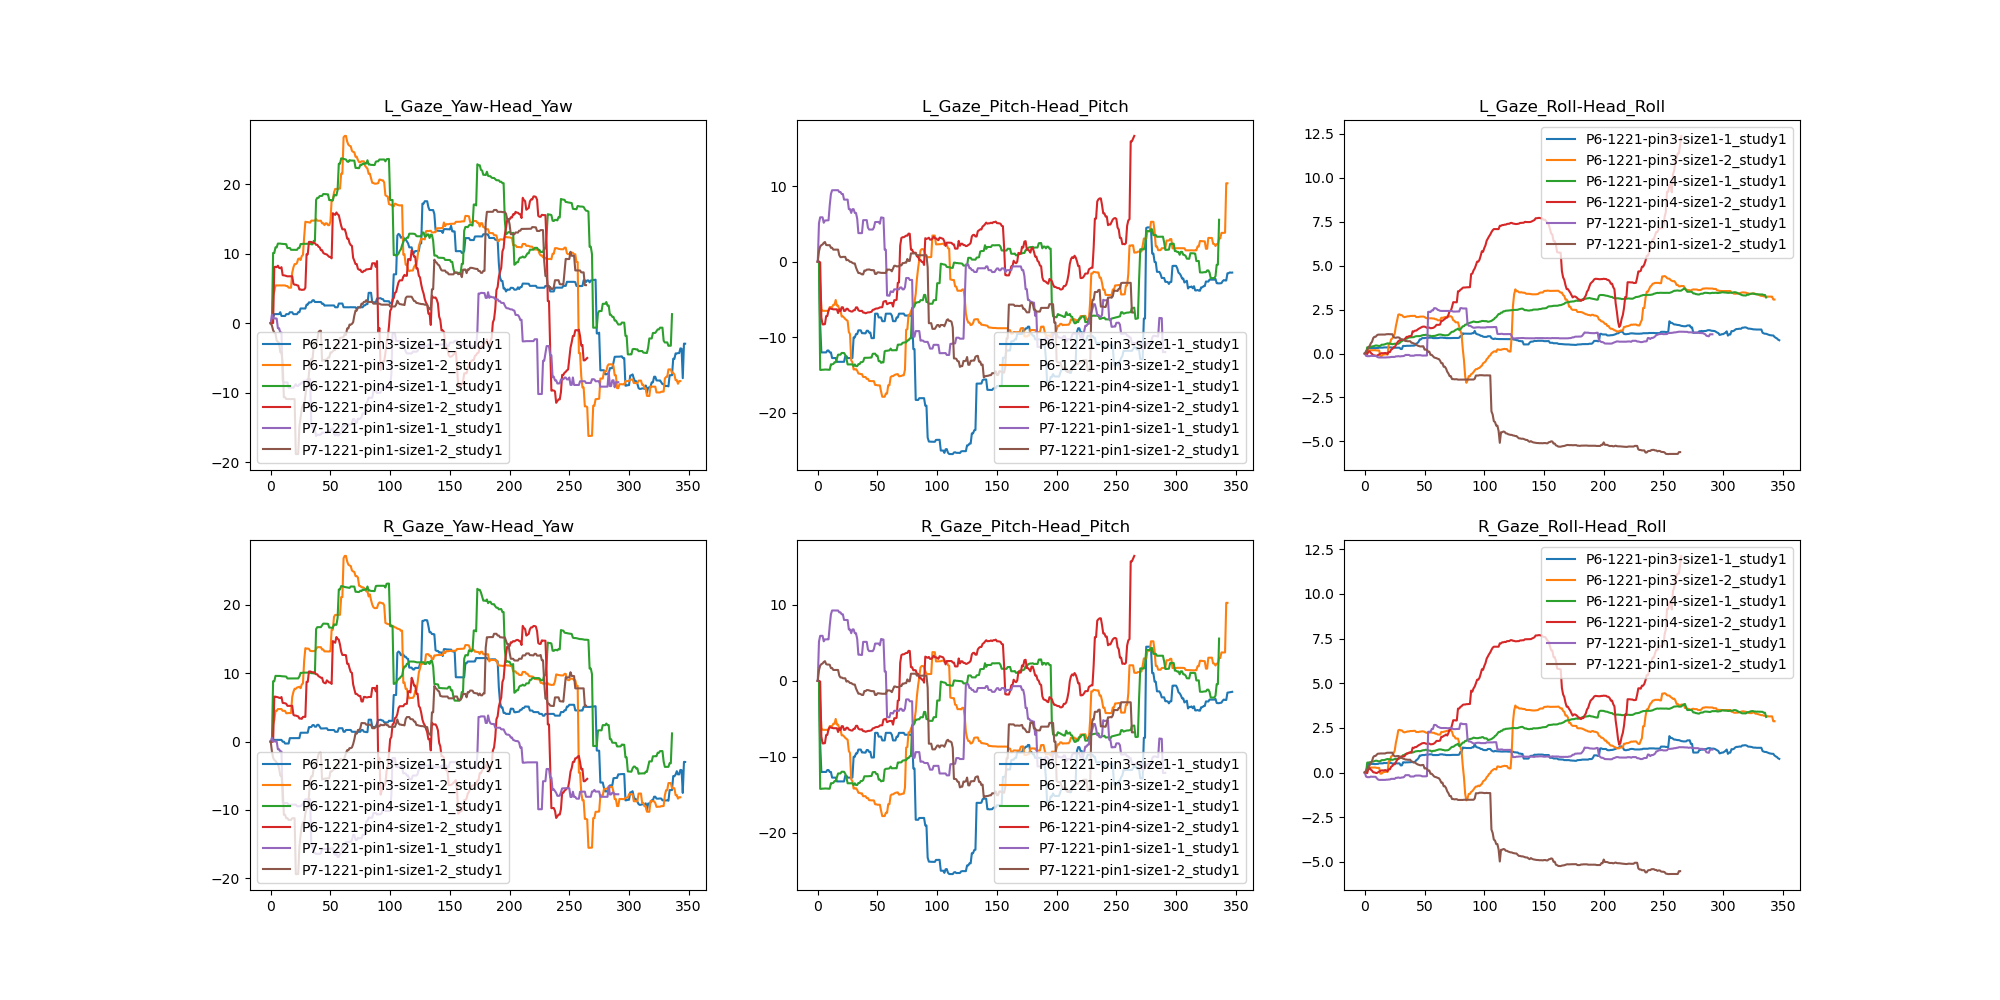 L_Gaze_Yaw-Head_Yaw
20
10
0
−10
−20
0 50 100 150 200 250 300 350
P6-1221-pin3-size1-1_study1
P6-1221-pin3-size1-2_study1
P6-1221-pin4-size1-1_study1
P6-1221-pin4-size1-2_study1
P7-1221-pin1-size1-1_study1
P7-1221-pin1-size1-2_study1
L_Gaze_Pitch-Head_Pitch
10
0
−10
−20
0 50 100 150 200 250 300 350
P6-1221-pin3-size1-1_study1
P6-1221-pin3-size1-2_study1
P6-1221-pin4-size1-1_study1
P6-1221-pin4-size1-2_study1
P7-1221-pin1-size1-1_study1
P7-1221-pin1-size1-2_study1
L_Gaze_Roll-Head_Roll
12.5
10.0
7.5
5.0
2.5
0.0
−2.5
−5.0
0 50 100 150 200 250 300 350
P6-1221-pin3-size1-1_study1
P6-1221-pin3-size1-2_study1
P6-1221-pin4-size1-1_study1
P6-1221-pin4-size1-2_study1
P7-1221-pin1-size1-1_study1
P7-1221-pin1-size1-2_study1
R_Gaze_Yaw-Head_Yaw
20
10
0
−10
−20
0 50 100 150 200 250 300 350
P6-1221-pin3-size1-1_study1
P6-1221-pin3-size1-2_study1
P6-1221-pin4-size1-1_study1
P6-1221-pin4-size1-2_study1
P7-1221-pin1-size1-1_study1
P7-1221-pin1-size1-2_study1
R_Gaze_Pitch-Head_Pitch
10
0
−10
−20
0 50 100 150 200 250 300 350
P6-1221-pin3-size1-1_study1
P6-1221-pin3-size1-2_study1
P6-1221-pin4-size1-1_study1
P6-1221-pin4-size1-2_study1
P7-1221-pin1-size1-1_study1
P7-1221-pin1-size1-2_study1
R_Gaze_Roll-Head_Roll
12.5
10.0
7.5
5.0
2.5
0.0
−2.5
−5.0
0 50 100 150 200 250 300 350
P6-1221-pin3-size1-1_study1
P6-1221-pin3-size1-2_study1
P6-1221-pin4-size1-1_study1
P6-1221-pin4-size1-2_study1
P7-1221-pin1-size1-1_study1
P7-1221-pin1-size1-2_study1